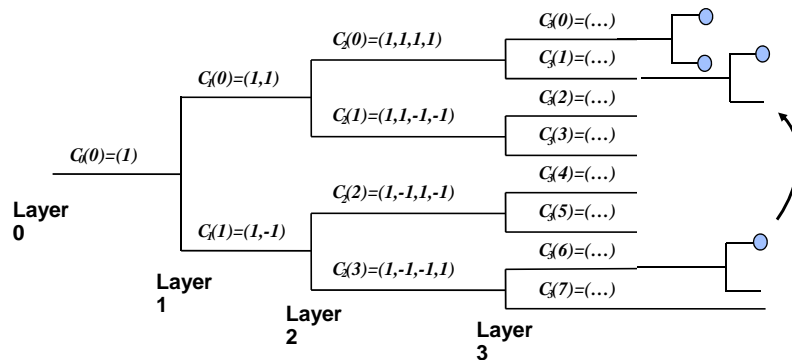 C₃(0)=(…)
C₂(0)=(1,1,1,1)
C₃(1)=(…)
C₁(0)=(1,1)
C₃(2)=(…)
C₂(1)=(1,1,-1,-1)
C₃(3)=(…)
C₀(0)=(1)
C₃(4)=(…)
C₂(2)=(1,-1,1,-1)
C₃(5)=(…)
Layer
0
C₁(1)=(1,-1)
C₃(6)=(…)
C₂(3)=(1,-1,-1,1)
C₃(7)=(…)
Layer
1
Layer
2
Layer
3